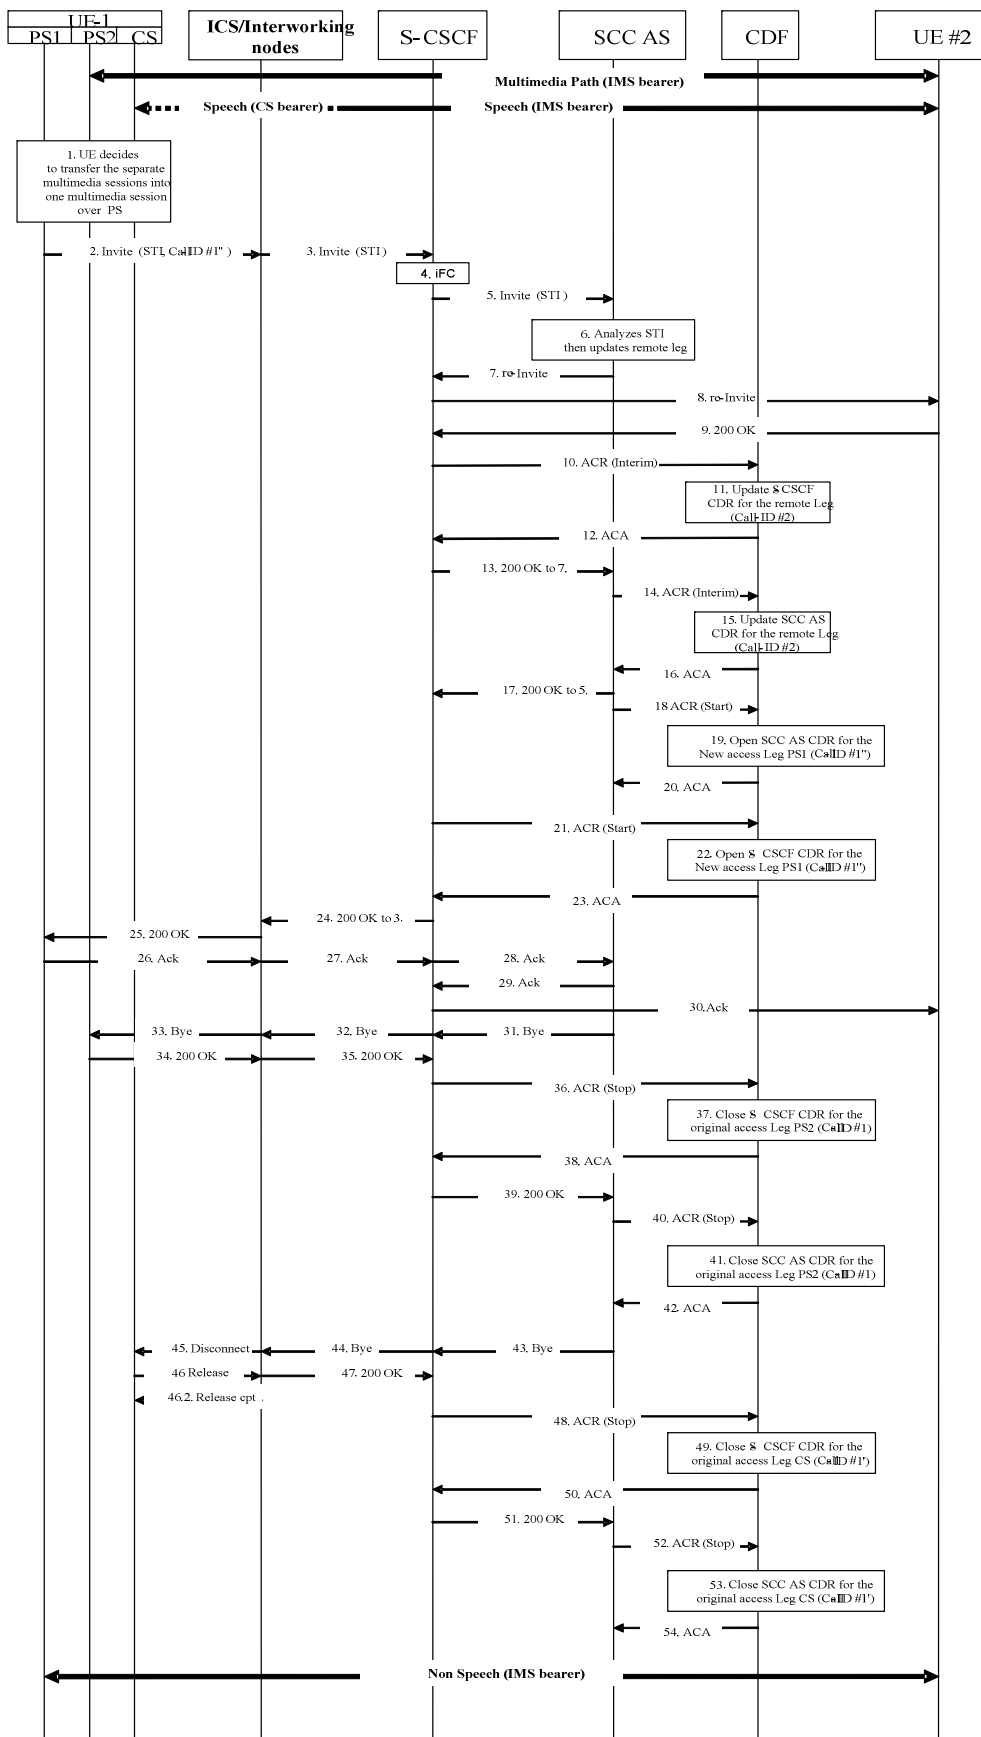 UE-1
PS1 PS2 CS
ICS/Interworking
nodes
S-CSCF
SCC AS
CDF
UE #2
Multimedia Path (IMS bearer)
Speech (CS bearer)
Speech (IMS bearer)
1. UE decides
to transfer the separate
multimedia sessions into
one multimedia session
over PS
2. Invite (STI, Call-ID #1'' )
3. Invite (STI)
4. iFC
5. Invite (STI )
6. Analyzes STI
then updates remote leg
7. re-Invite
8. re-Invite
9. 200 OK
10. ACR (Interim)
11. Update S-CSCF
CDR for the remote Leg
(Call-ID #2)
12. ACA
13. 200 OK to 7.
14. ACR (Interim)
15. Update SCC AS
CDR for the remote Leg
(Call-ID #2)
16. ACA
17. 200 OK to 5.
18 ACR (Start)
19. Open SCC AS CDR for the
New access Leg PS1 (Call-ID #1'')
20. ACA
21. ACR (Start)
22. Open S-CSCF CDR for the
New access Leg PS1 (Call-ID #1'')
23. ACA
24. 200 OK to 3.
25. 200 OK
26. Ack
27. Ack
28. Ack
29. Ack
30.Ack
33. Bye
32. Bye
31. Bye
34. 200 OK
35. 200 OK
36. ACR (Stop)
37. Close S-CSCF CDR for the
original access Leg PS2 (Call-ID #1)
38. ACA
39. 200 OK
40. ACR (Stop)
41. Close SCC AS CDR for the
original access Leg PS2 (Call-ID #1)
42. ACA
45. Disconnect
44. Bye
43. Bye
46 Release
47. 200 OK
46.2. Release cpt .
48. ACR (Stop)
49. Close S-CSCF CDR for the
original access Leg CS (Call-ID #1')
50. ACA
51. 200 OK
52. ACR (Stop)
53. Close SCC AS CDR for the
original access Leg CS (Call-ID #1')
54. ACA
Non Speech (IMS bearer)